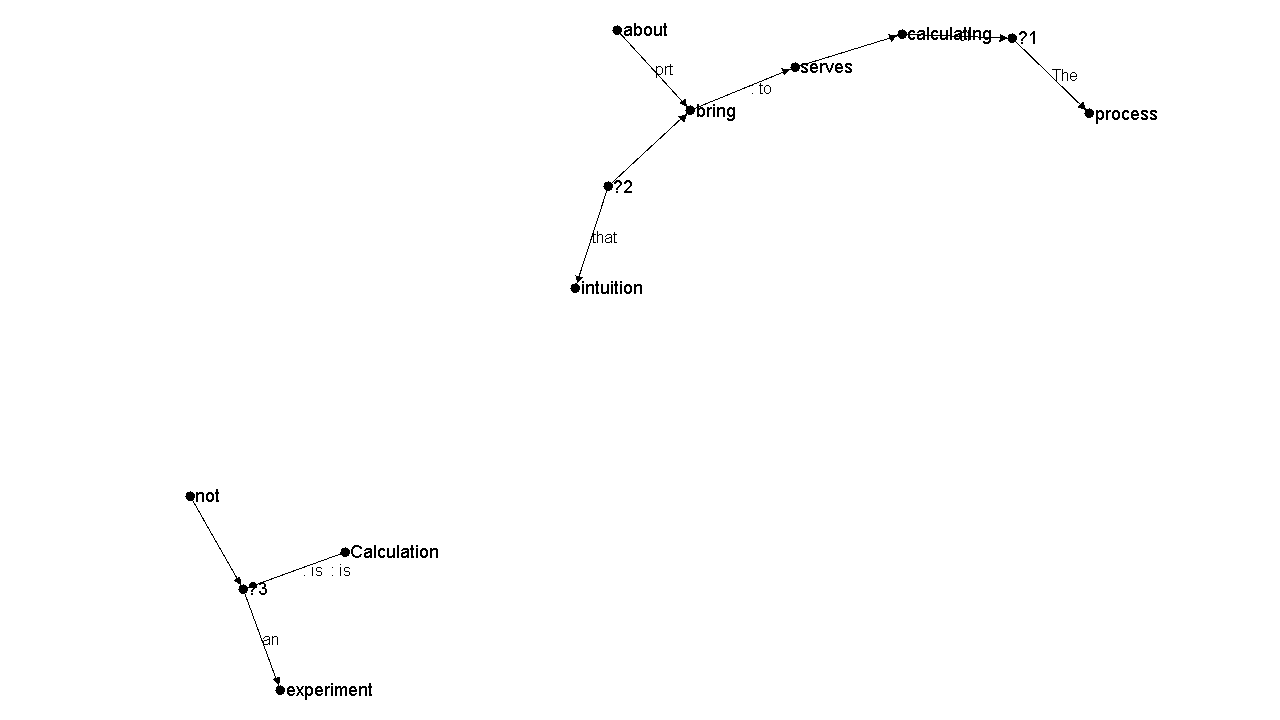 about
calculating
?1
serves
prt
The
: to
bring
process
?2
that
intuition
not
Calculation
: is : is
?3
an
experiment